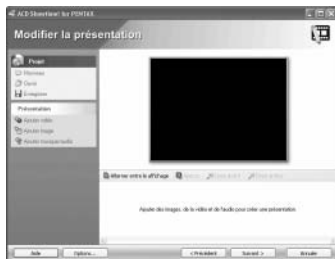 ACD Showtime! for PENTAX
Modifier la présentation
Projet
Nouveau
Ouvrir
Enregistrer
Présentation
Ajouter vidéo
Ajouter image
Ajouter musique/audio
Alterner entre le affichage
Ajouter des images, de la vidéo et de l'audio pour créer une présentation.
Aide
Options...
< Précédent
Suivant >
Annuler